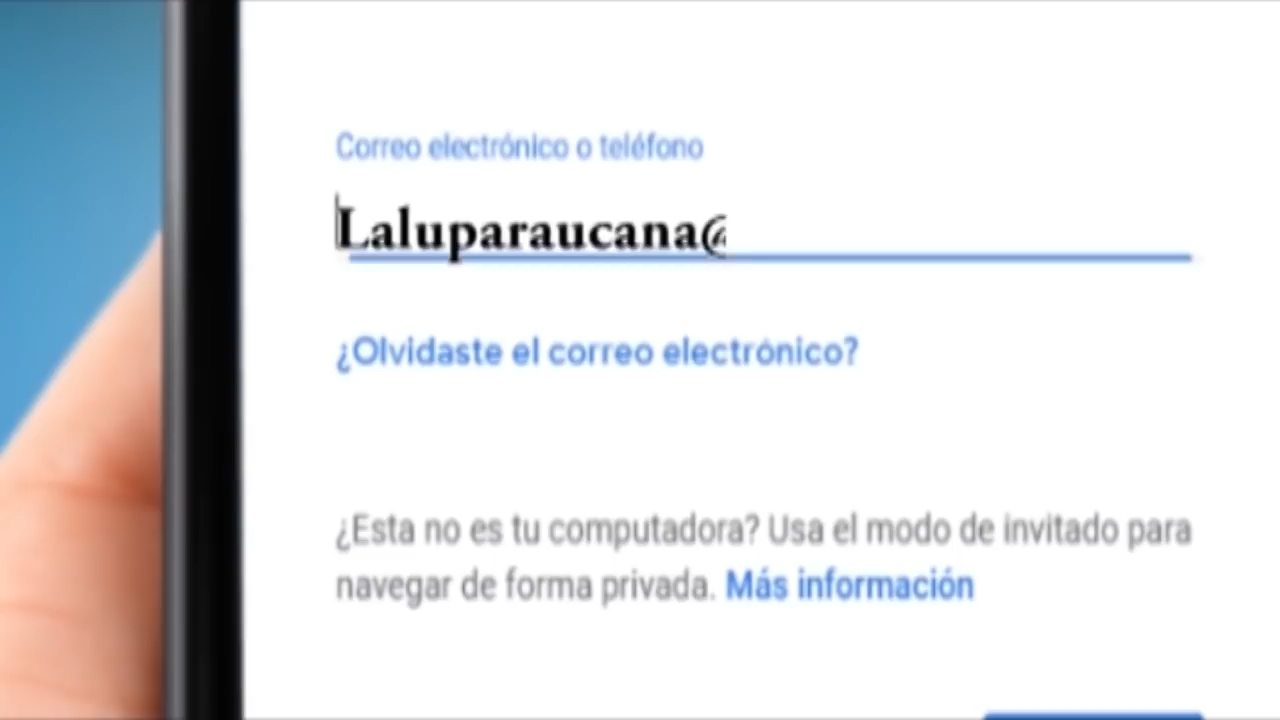 Correo electrónico o teléfono
Laluparaucana@
¿Olvidaste el correo electrónico?
¿Esta no es tu computadora? Usa el modo de invitado para
navegar de forma privada. Más información